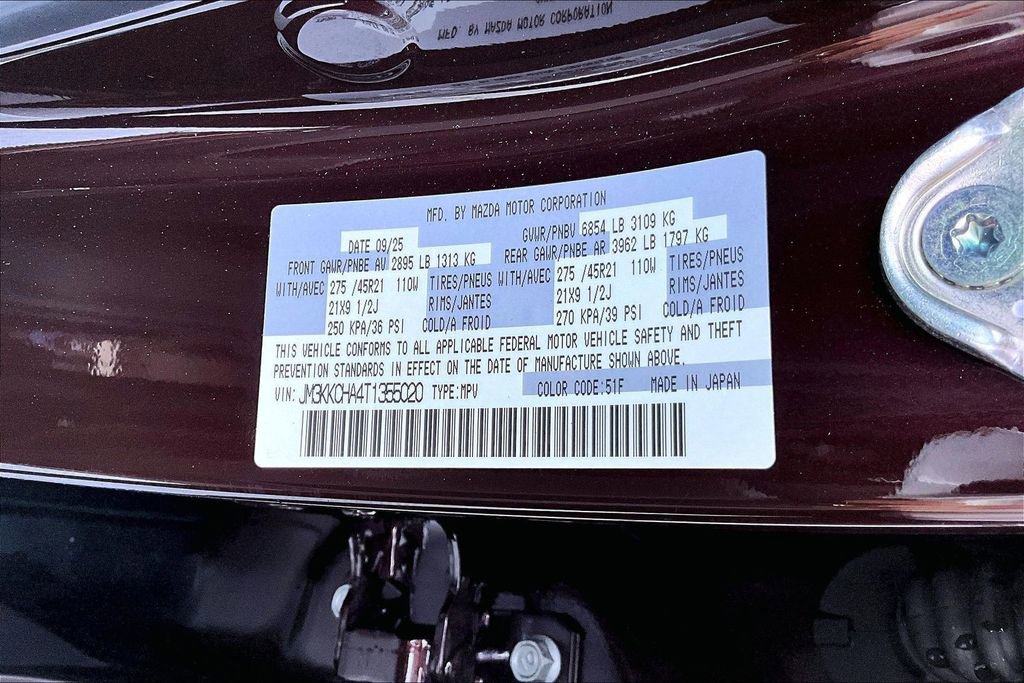 MFD. BY MAZDA MOTOR CORPORATION
MFD. BY MAZDA MOTOR CORPORATION
DATE 09/25 GVWR/PNBV 6854 LB 3109 KG
FRONT GAWR/PNBE AV 2895 LB 1313 KG REAR GAWR/PNBE AR 3962 LB 1797 KG
WITH/AVEC 275 /45R21 110W TIRES/PNEUS WITH/AVEC 275 /45R21 110W TIRES/PNEUS
21X9 1/2J RIMS/JANTES 21X9 1/2J RIMS/JANTES
250 KPA/36 PSI COLD/A FROID 270 KPA/39 PSI COLD/A FROID
THIS VEHICLE CONFORMS TO ALL APPLICABLE FEDERAL MOTOR VEHICLE SAFETY AND THEFT
PREVENTION STANDARDS IN EFFECT ON THE DATE OF MANUFACTURE SHOWN ABOVE.
VIN: JM3KKCHA4T1355020 TYPE:MPV COLOR CODE:51F MADE IN JAPAN